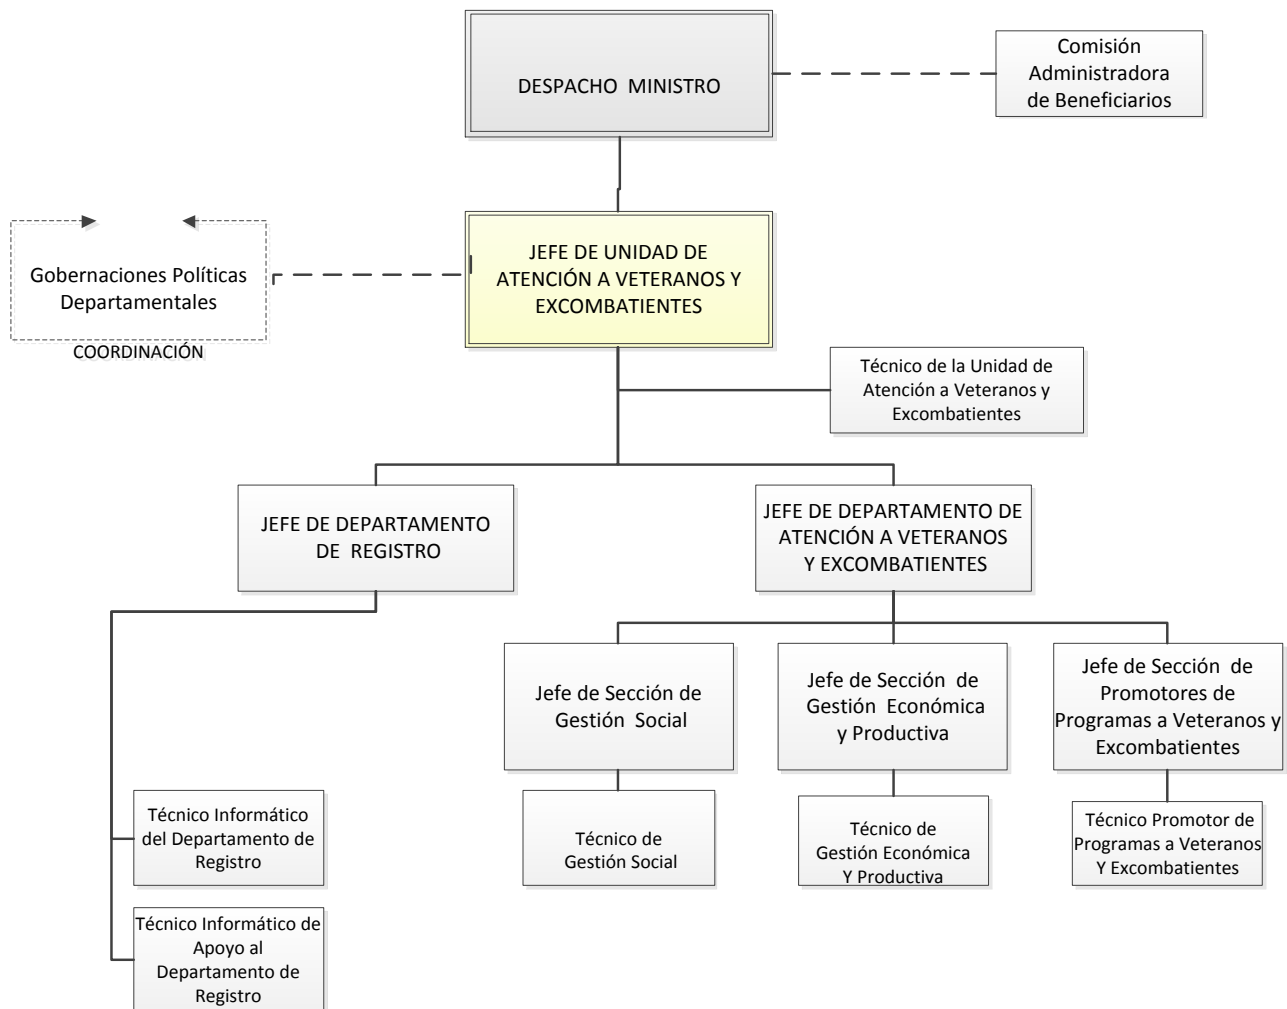 DESPACHO MINISTRO
Comisión
Administradora
de Beneficiarios
JEFE DE UNIDAD DE
ATENCIÓN A VETERANOS Y
EXCOMBATIENTES
Gobernaciones Políticas
Departamentales
COORDINACIÓN
Técnico de la Unidad de
Atención a Veteranos y
Excombatientes
JEFE DE DEPARTAMENTO
DE REGISTRO
JEFE DE DEPARTAMENTO DE
ATENCIÓN A VETERANOS
Y EXCOMBATIENTES
Jefe de Sección de
Gestión Social
Jefe de Sección de
Gestión Económica
y Productiva
Jefe de Sección de
Promotores de
Programas a Veteranos y
Excombatientes
Técnico Informático
del Departamento de
Registro
Técnico de
Gestión Social
Técnico de
Gestión Económica
Y Productiva
Técnico Promotor de
Programas a Veteranos
Y Excombatientes
Técnico Informático de
Apoyo al
Departamento de
Registro